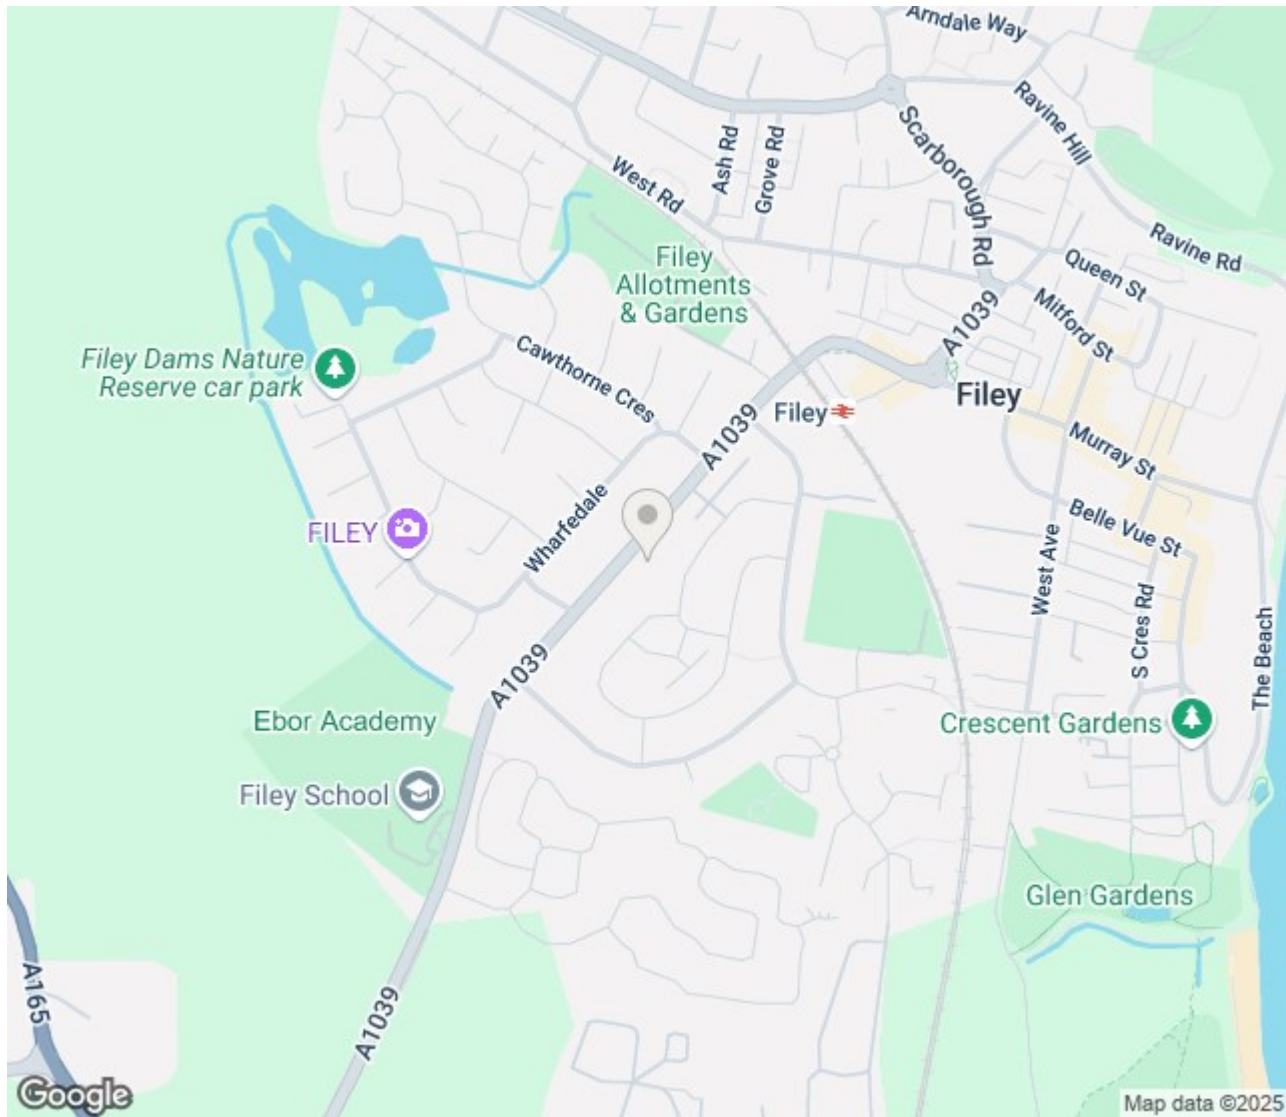 Arndale Way
Ravine Hill
Scarborough Rd
Ash Rd
Grove Rd
West Rd
Ravine Rd
Queen St
Filey
Allotments
& Gardens
A1039
Mitford St
Filey Dams Nature
Reserve car park
Cawthorne Cres
Filey
Filey
A1039
Murray St
Wharfedale
FILEY
Belle Vue St
West Ave
S Cres Rd
The Beach
A1039
Ebor Academy
Crescent Gardens
Filey School
Glen Gardens
A165
A1039
Google
Map data ©2025